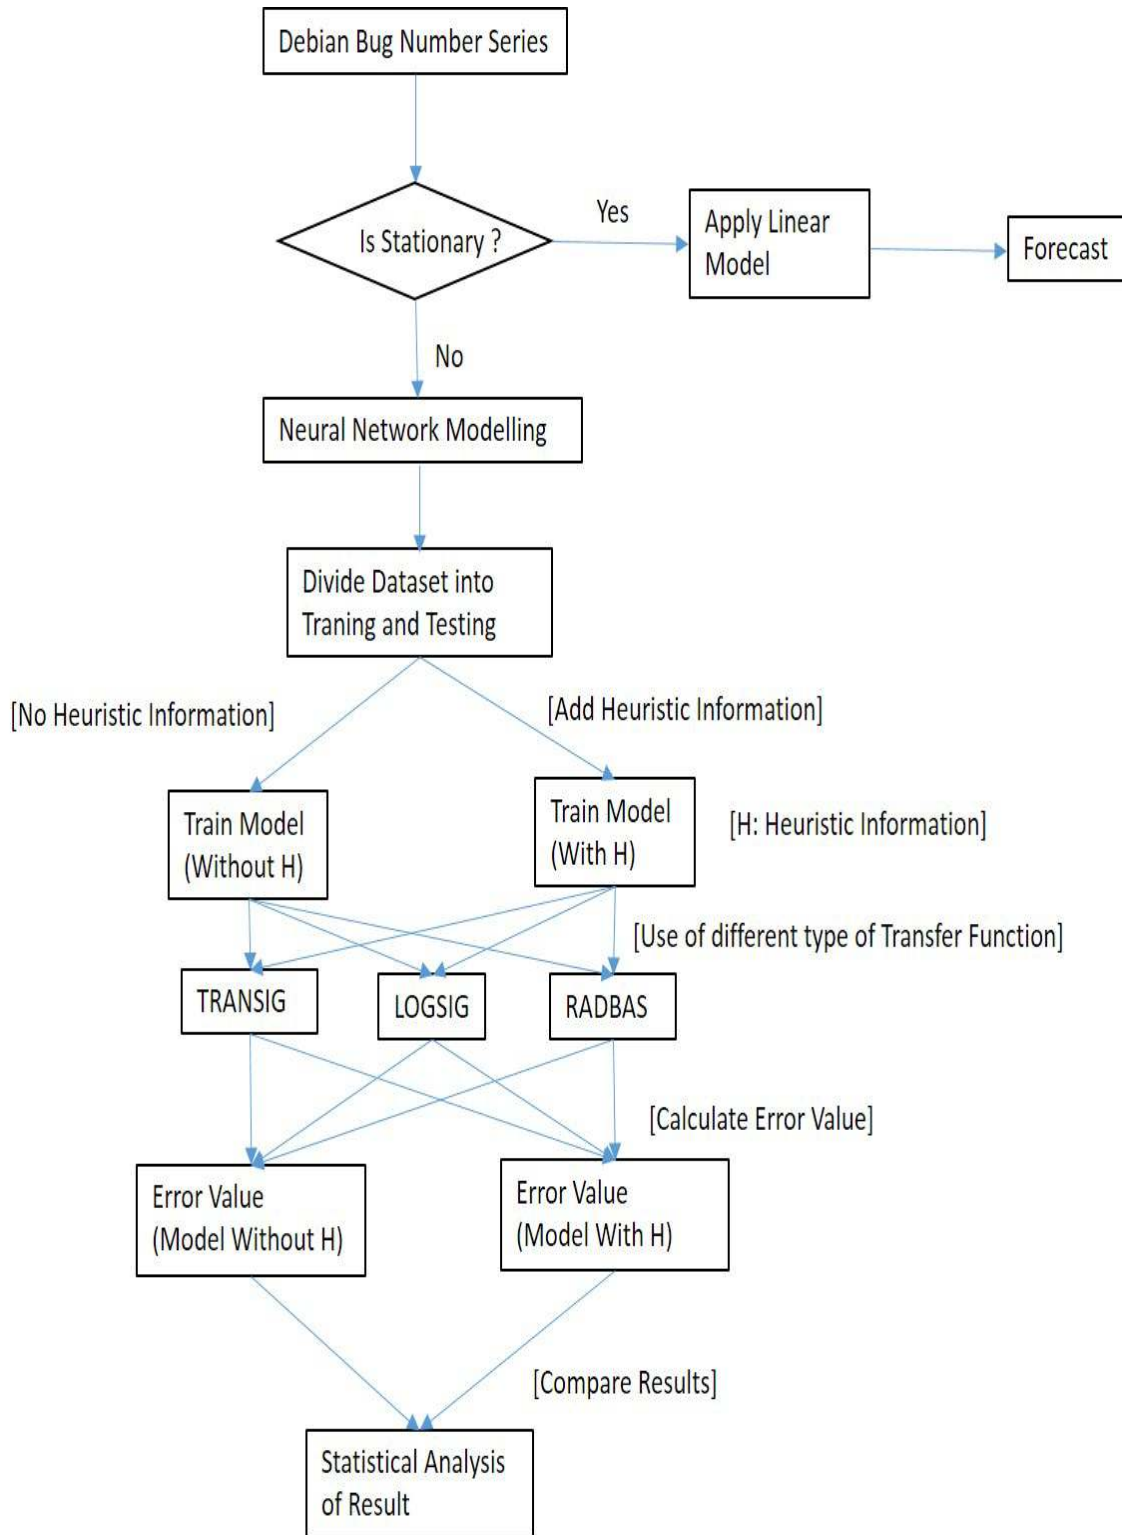 Debian Bug Number Series
Is Stationary ?
Yes
Apply Linear
Model
Forecast
No
Neural Network Modelling
Divide Dataset into
Traning and Testing
[No Heuristic Information]
[Add Heuristic Information]
Train Model
(Without H)
Train Model
(With H)
[H: Heuristic Information]
[Use of different type of Transfer Function]
TRANSIG
LOGSIG
RADBAS
[Calculate Error Value]
Error Value
(Model Without H)
Error Value
(Model With H)
[Compare Results]
Statistical Analysis
of Result